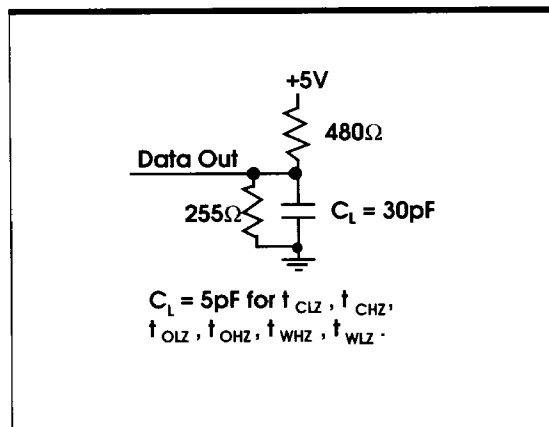 +5V
480Ω
Data Out
255Ω
C_L = 30pF
C_L = 5pF for t_CLZ , t_CHZ,
t_OLZ , t_OHZ, t_WHZ , t_WLZ .